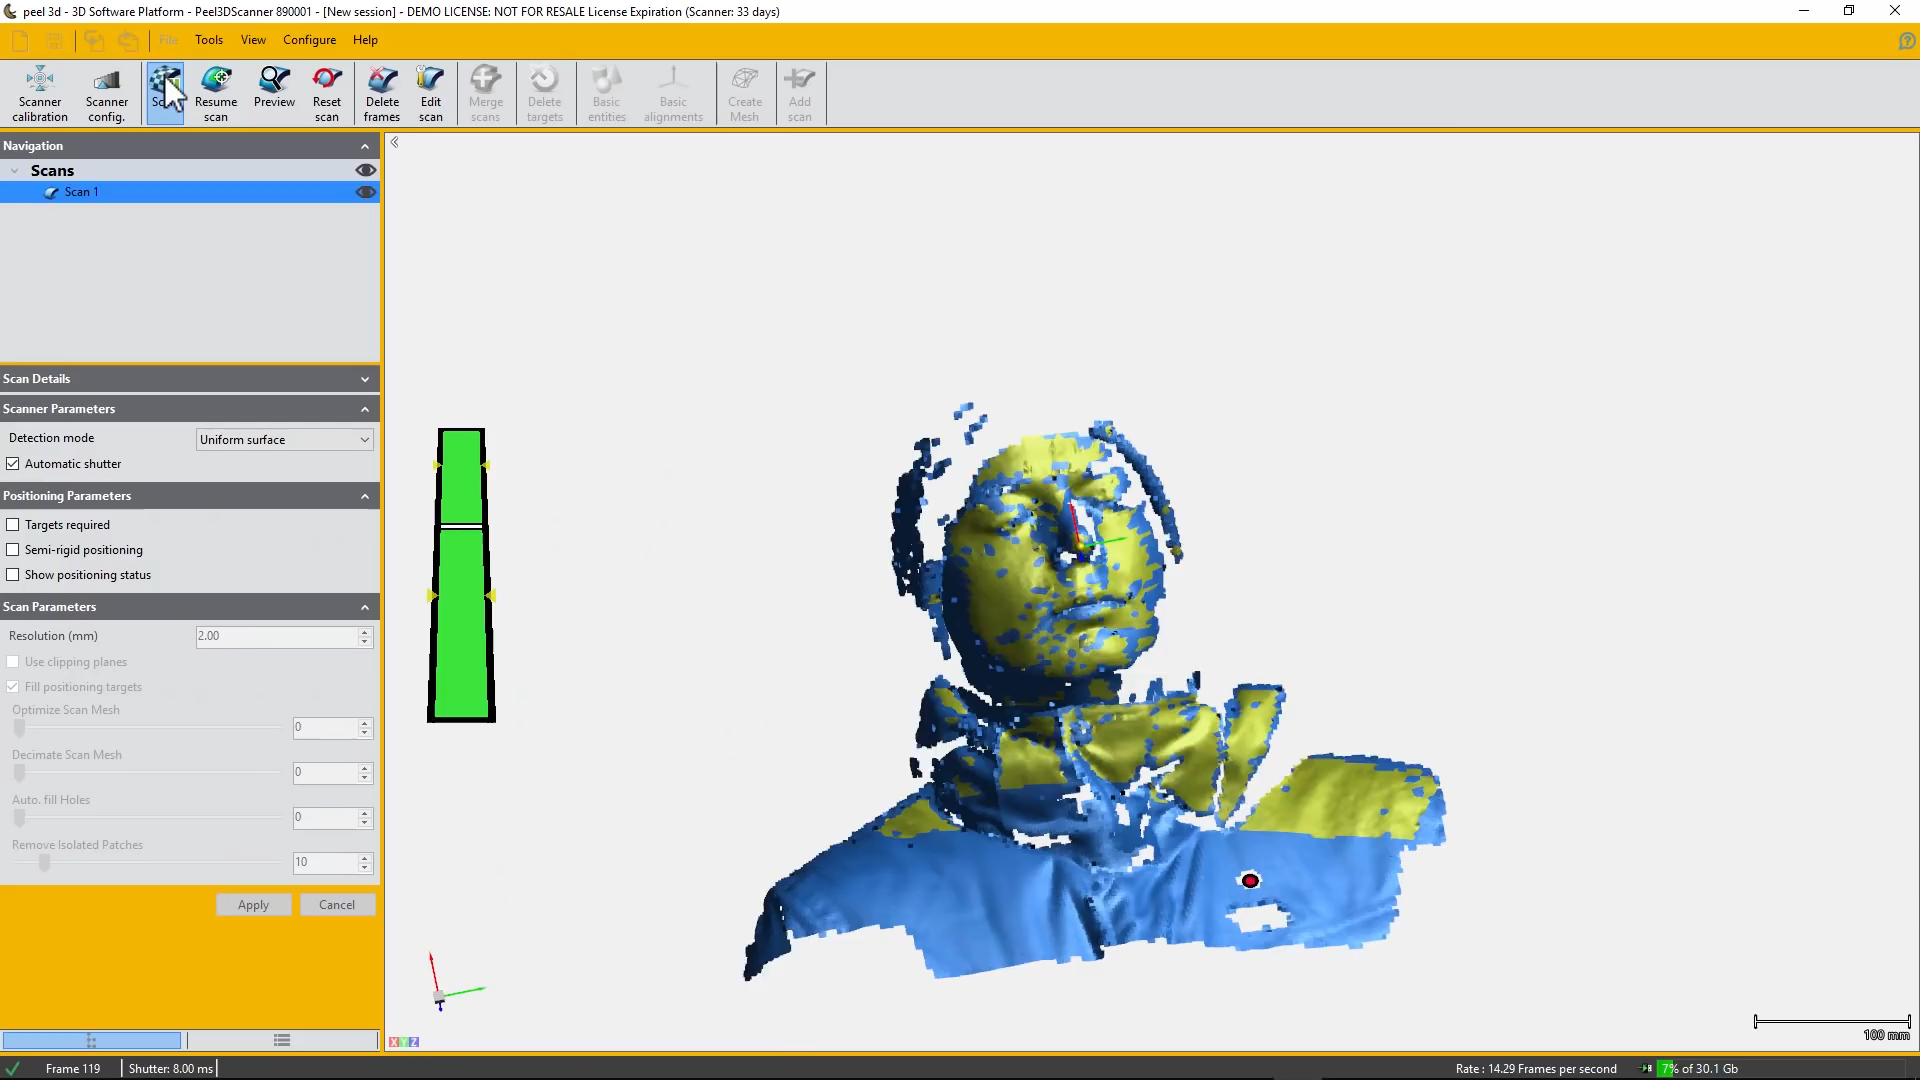 peel 3d - 3D Software Platform - Peel3DScanner 890001 - [New session] - DEMO LICENSE: NOT FOR RESALE License Expiration (Scanner: 33 days)
File Tools View Configure Help
Scanner calibration
Scanner config.
Resume scan
Preview
Reset scan
Delete frames
Edit scan
Merge scans
Delete targets
Basic entities
Basic alignments
Create Mesh
Add scan
Navigation
Scans
Scan 1
Scan Details
Scanner Parameters
Detection mode Uniform surface
Automatic shutter
Positioning Parameters
Targets required
Semi-rigid positioning
Show positioning status
Scan Parameters
Resolution (mm) 2.00
Use clipping planes
Fill positioning targets
Optimize Scan Mesh
0
Decimate Scan Mesh
0
Auto. fill Holes
0
Remove Isolated Patches
10
Apply Cancel
XYZ
100 mm
Frame 119 Shutter: 8.00 ms Rate : 14.29 Frames per second 7% of 30.1 Gb